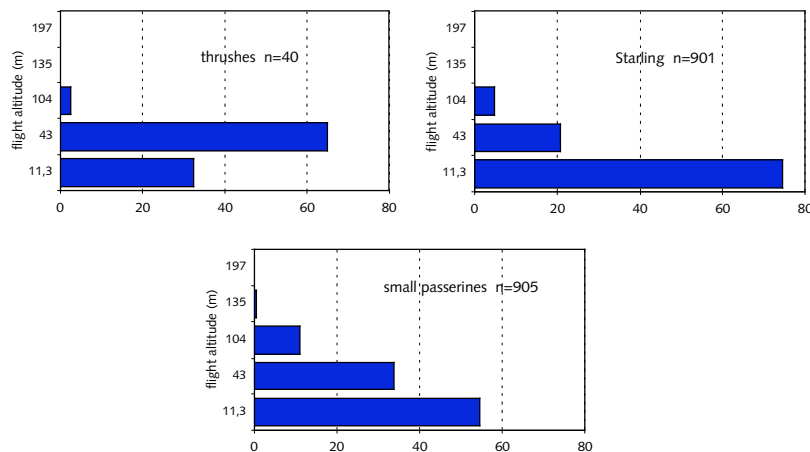 197
135
104
43
11,3
flight altitude (m)
thrushes n=40
0 20 40 60 80
197
135
104
43
11,3
flight altitude (m)
Starling n=901
0 20 40 60 80
197
135
104
43
11,3
flight altitude (m)
small passerines n=905
0 20 40 60 80